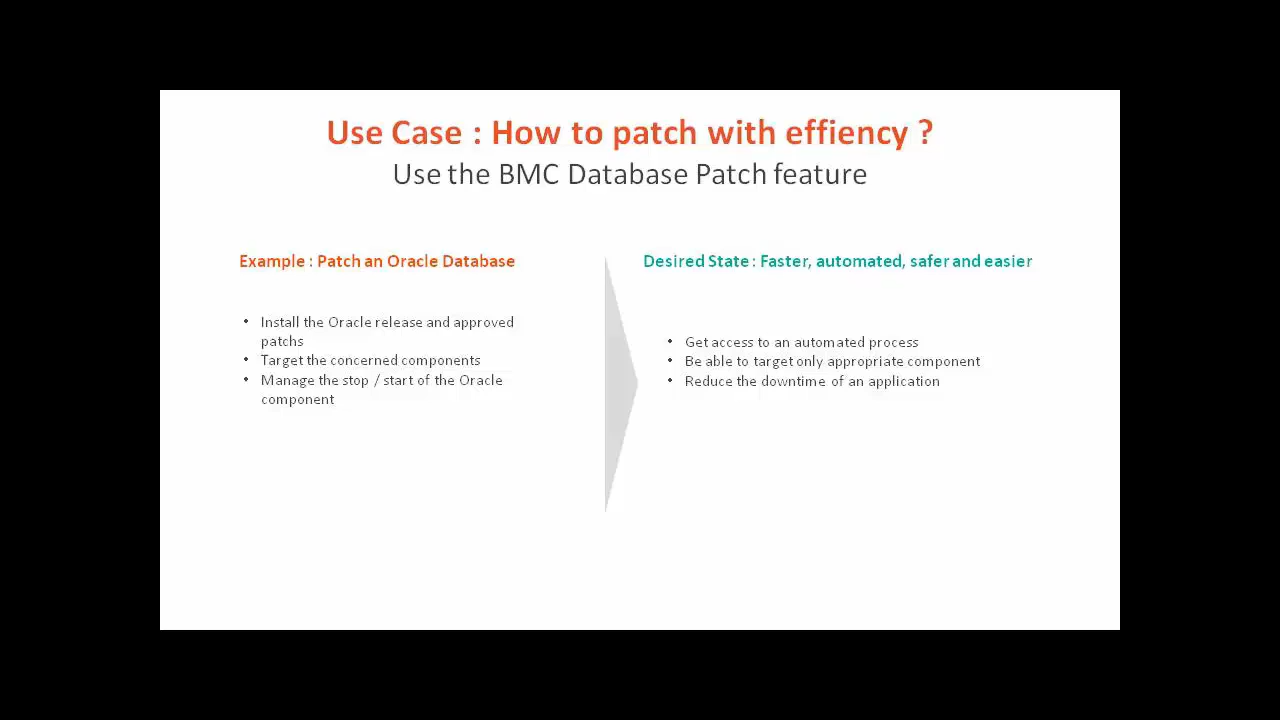 Use Case : How to patch with effiency ?
Use the BMC Database Patch feature
Example : Patch an Oracle Database
• Install the Oracle release and approved
patchs
• Target the concerned components
• Manage the stop / start of the Oracle
component
Desired State : Faster, automated, safer and easier
• Get access to an automated process
• Be able to target only appropriate component
• Reduce the downtime of an application